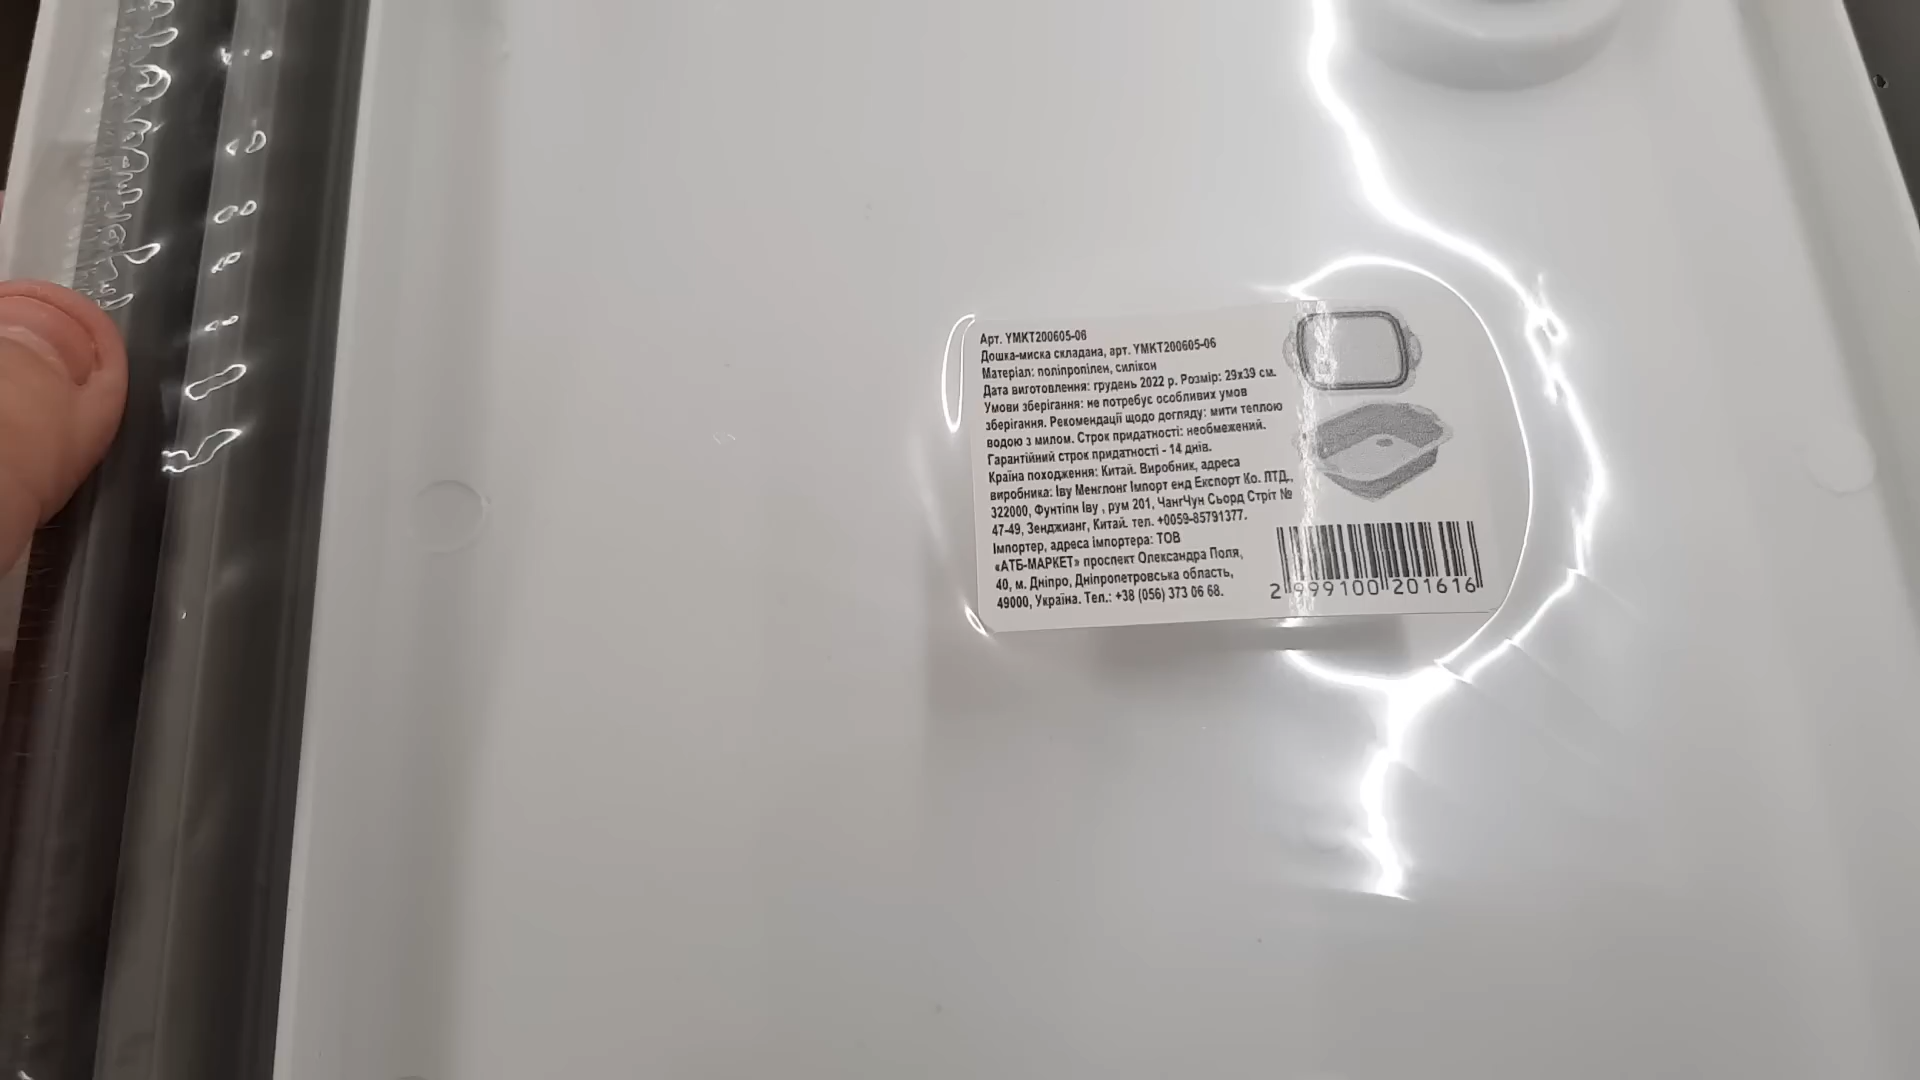 Арт. YMKT200605-06
Дошка-миска складана, арт. YMKT200605-06
Матеріал: поліпропілен, силікон
Дата виготовлення: грудень 2022 р. Розмір: 29х39 см.
Умови зберігання: не потребує особливих умов
зберігання. Рекомендації щодо догляду: мити теплою
водою з милом. Строк придатності: необмежений.
Гарантійний строк придатності - 14 днів.
Країна походження: Китай. Виробник, адреса
виробника: Іву Менглонг Імпорт енд Експорт Ко. ЛТД.,
322000, Фунтіпн Іву , рум 201, ЧангЧун Сьорд Стріт №
47-49, Зенджианг, Китай. тел. +0059-85791377.
Імпортер, адреса імпортера: ТОВ
«АТБ-МАРКЕТ» проспект Олександра Поля,
40, м. Дніпро, Дніпропетровська область,
49000, Україна. Тел.: +38 (056) 373 06 68.
2 999100 201616